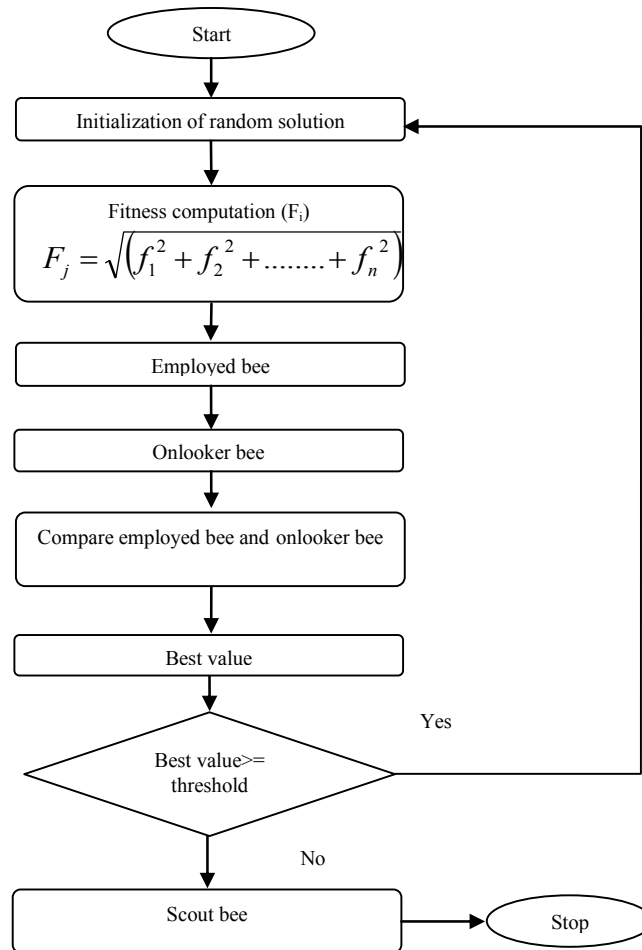 Start
Initialization of random solution
Fitness computation (Fᵢ)
F_j = √(f₁² + f₂² + ........ + fₙ²)
Employed bee
Onlooker bee
Compare employed bee and onlooker bee
Best value
Yes
Best value>=
threshold
No
Scout bee
Stop